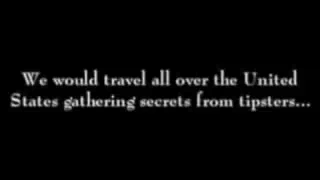 We would travel all over the United
States gathering secrets from tipsters...